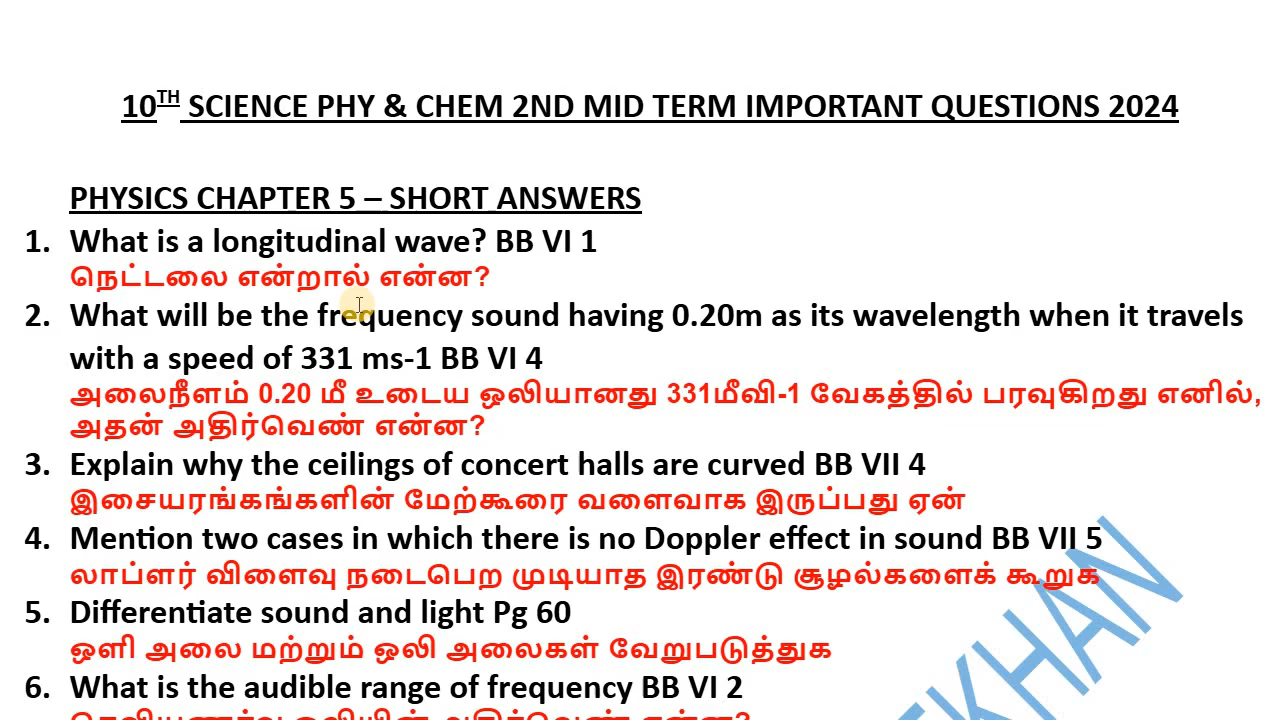 10TH SCIENCE PHY & CHEM 2ND MID TERM IMPORTANT QUESTIONS 2024
PHYSICS CHAPTER 5 – SHORT ANSWERS
1. What is a longitudinal wave? BB VI 1
நெட்டலை என்றால் என்ன?
2. What will be the frequency sound having 0.20m as its wavelength when it travels
with a speed of 331 ms-1 BB VI 4
அலைநீளம் 0.20 மீ உடைய ஒலியானது 331மீவி-1 வேகத்தில் பரவுகிறது எனில்,
அதன் அதிர்வெண் என்ன?
3. Explain why the ceilings of concert halls are curved BB VII 4
இசையரங்கங்களின் மேற்கூரை வளைவாக இருப்பது ஏன்
4. Mention two cases in which there is no Doppler effect in sound BB VII 5
லாப்ளர் விளைவு நடைபெற முடியாத இரண்டு சூழல்களைக் கூறுக
5. Differentiate sound and light Pg 60
ஒளி அலை மற்றும் ஒலி அலைகள் வேறுபடுத்துக
6. What is the audible range of frequency BB VI 2
EKHAN